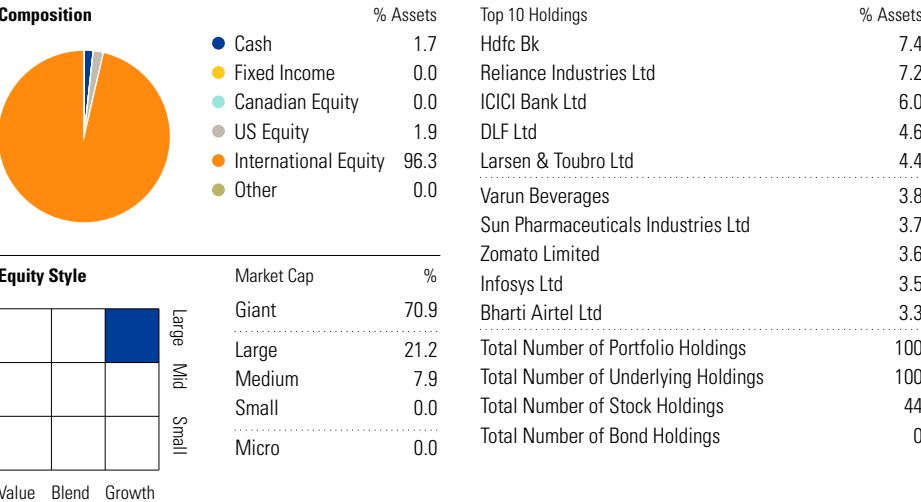 Composition % Assets
Cash 1.7
Fixed Income 0.0
Canadian Equity 0.0
US Equity 1.9
International Equity 96.3
Other 0.0
Equity Style
Large
Mid
Small
Value Blend Growth
Market Cap %
Giant 70.9
Large 21.2
Medium 7.9
Small 0.0
Micro 0.0
Top 10 Holdings % Assets
Hdfc Bk 7.4
Reliance Industries Ltd 7.2
ICICI Bank Ltd 6.0
DLF Ltd 4.6
Larsen & Toubro Ltd 4.4
Varun Beverages 3.8
Sun Pharmaceuticals Industries Ltd 3.7
Zomato Limited 3.6
Infosys Ltd 3.5
Bharti Airtel Ltd 3.3
Total Number of Portfolio Holdings 100
Total Number of Underlying Holdings 100
Total Number of Stock Holdings 44
Total Number of Bond Holdings 0